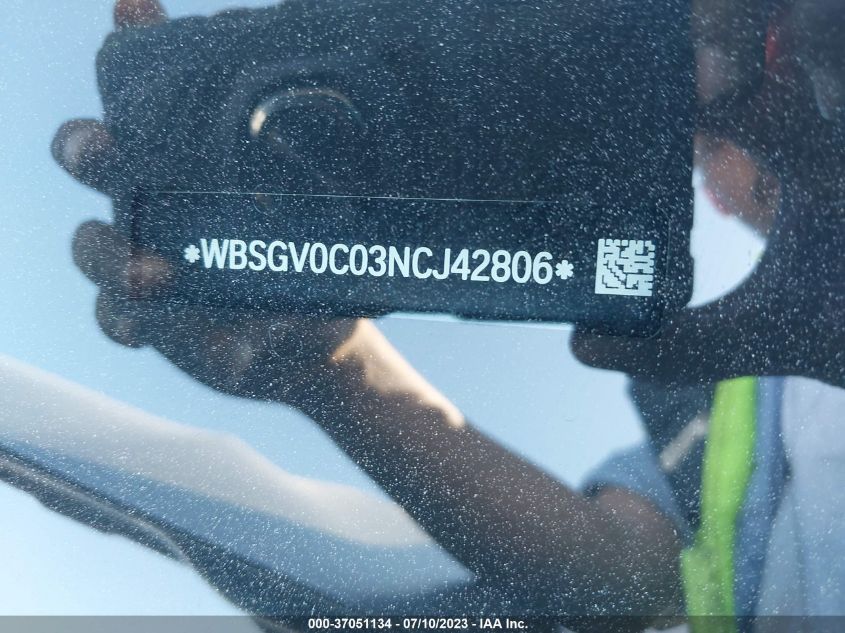 *WBSGV0C03NCJ42806*
000-37051134 - 07/10/2023 - IAA Inc.